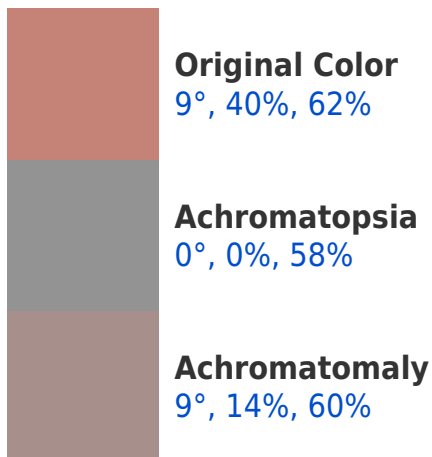 Original Color
9°, 40%, 62%
Achromatopsia
0°, 0%, 58%
Achromatomaly
9°, 14%, 60%